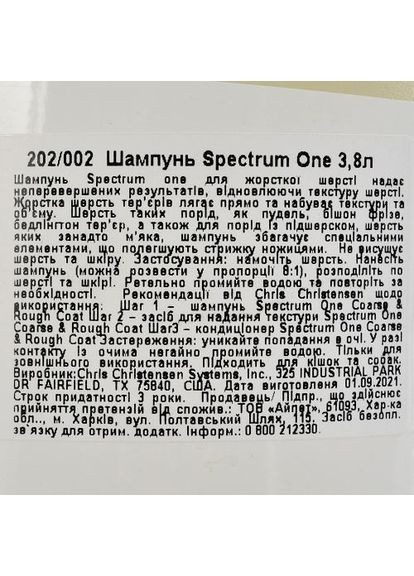 202/002 Шампунь Spectrum One 3,8л
Шампунь Spectrum one для жорсткої шерсті надає
неперевершених результатів, відновлюючи текстуру шерсті.
Жорстка шерсть тер'єрів лягає прямо та набуває текстури та
об'єму. Шерсть таких порід, як пудель, бішон фрізе,
бедлінгтон тер'єр, а також для порід із підшерском, шерсть
яких занадто м'яка, шампунь збагачує спеціальними
елементами, що поліпшують стрижку ножицями. Не висушує
шерсть та шкіру. Застосування: намочіть шерсть. Нанесіть
шампунь (можна розвести у пропорції 8:1), розподіліть по
шерсті та шкірі. Ретельно промийте водою та повторіть за
необхідності. Рекомендації від Chris Christensen щодо
використання: Шаг 1 – шампунь Spectrum One Coarse &
Rough Coat Шаг 2 – засіб для надання текстури Spectrum One
Coarse & Rough Coat Шаг3 – кондиціонер Spectrum One Coarse
& Rough Coat Застереження: уникайте попадання в очі. У разі
контакту із очима негайно промийте водою. Тільки для
зовнішнього використання. Підходить для кішок та собак.
Виробник:Chris Christensen Systems, Inc., 325 INDUSTRIAL PARK
DR FAIRFIELD, TX 75840, США. Дата виготовлення 01.09.2021.
Строк придатності 3 роки. Продавець/ Підпр., що здійснює
прийняття претензій від спожив.: ТОВ «Айпет», 61093, Хар-ка
обл.., м. Харків, вул. Полтавський Шлях, 115. Засіб безопл.
зв'язку для отрим. додатк. Інформ.: 0 800 212330.